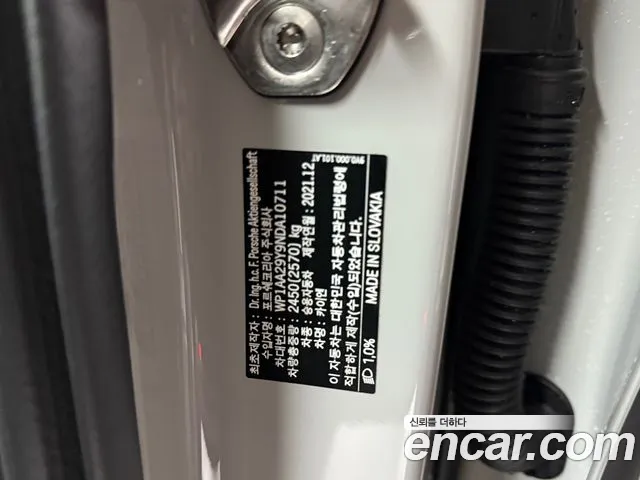 9Y0.000.101.AT
최초제작자 : Dr. Ing. h.c. F. Porsche Aktiengesellschaft
수입자명 : 포르쉐코리아 주식회사
차대번호 : WP1AA29Y9NDA10711
차량총중량 : 2450(2570) kg
차종 : 승용자동차 제작연월 : 2021.12
차명 : 카이엔
이 자동차는 대한민국 자동차관리법령에
적합하게 제작(수입)되었습니다.
MADE IN SLOVAKIA
1,0%
신뢰를 더하다
encar.com